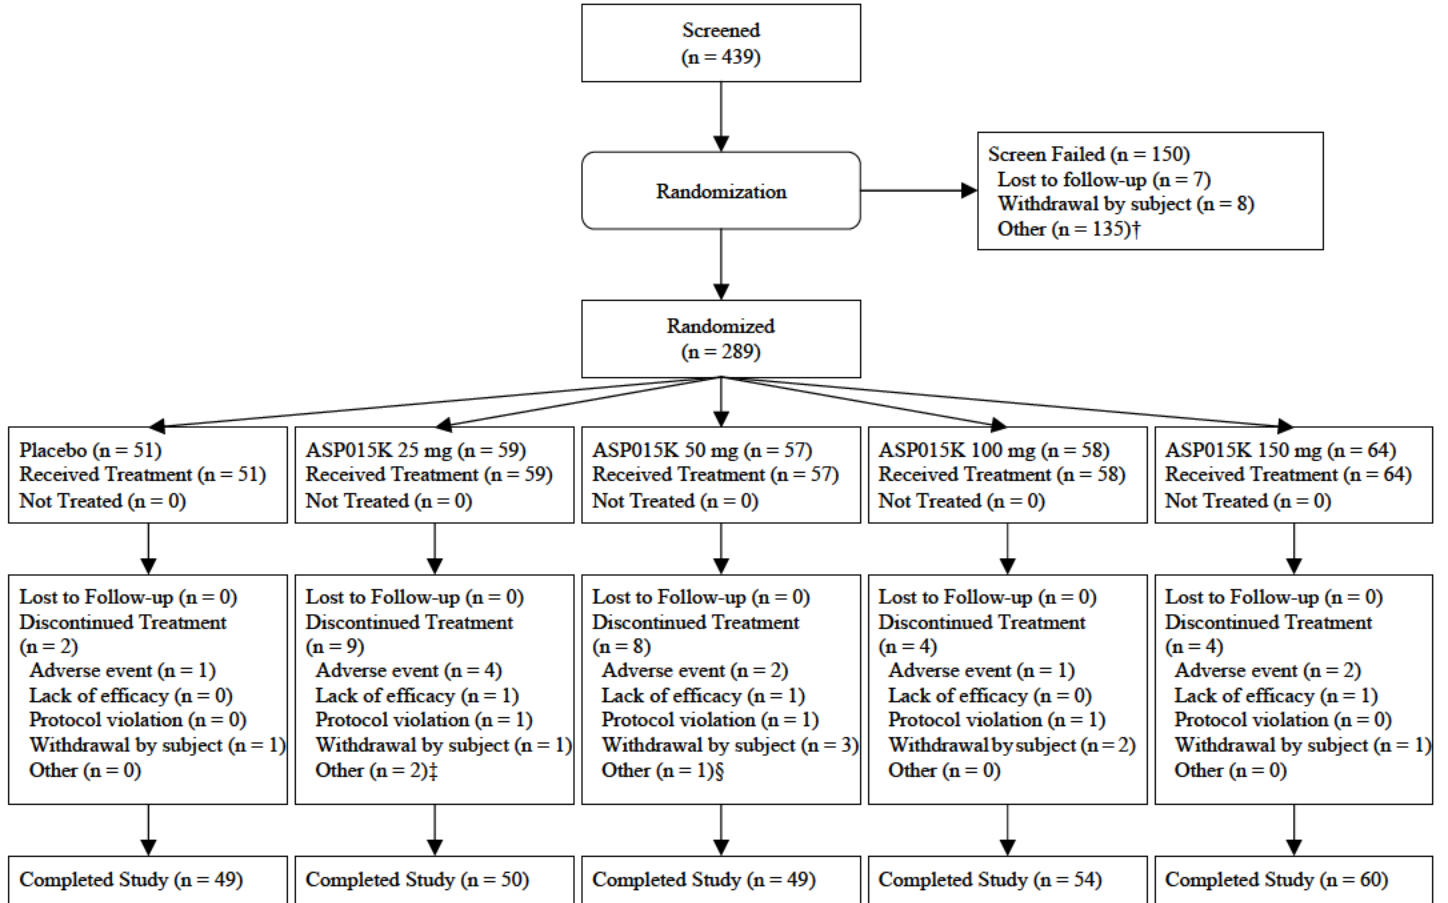 Screened
(n = 439)
Randomization
Screen Failed (n = 150)
Lost to follow-up (n = 7)
Withdrawal by subject (n = 8)
Other (n = 135)†
Randomized
(n = 289)
Placebo (n = 51)
Received Treatment (n = 51)
Not Treated (n = 0)
ASP015K 25 mg (n = 59)
Received Treatment (n = 59)
Not Treated (n = 0)
ASP015K 50 mg (n = 57)
Received Treatment (n = 57)
Not Treated (n = 0)
ASP015K 100 mg (n = 58)
Received Treatment (n = 58)
Not Treated (n = 0)
ASP015K 150 mg (n = 64)
Received Treatment (n = 64)
Not Treated (n = 0)
Lost to Follow-up (n = 0)
Discontinued Treatment
(n = 2)
Adverse event (n = 1)
Lack of efficacy (n = 0)
Protocol violation (n = 0)
Withdrawal by subject (n = 1)
Other (n = 0)
Lost to Follow-up (n = 0)
Discontinued Treatment
(n = 9)
Adverse event (n = 4)
Lack of efficacy (n = 1)
Protocol violation (n = 1)
Withdrawal by subject (n = 1)
Other (n = 2)‡
Lost to Follow-up (n = 0)
Discontinued Treatment
(n = 8)
Adverse event (n = 2)
Lack of efficacy (n = 1)
Protocol violation (n = 1)
Withdrawal by subject (n = 3)
Other (n = 1)§
Lost to Follow-up (n = 0)
Discontinued Treatment
(n = 4)
Adverse event (n = 1)
Lack of efficacy (n = 0)
Protocol violation (n = 1)
Withdrawal by subject (n = 2)
Other (n = 0)
Lost to Follow-up (n = 0)
Discontinued Treatment
(n = 4)
Adverse event (n = 2)
Lack of efficacy (n = 1)
Protocol violation (n = 0)
Withdrawal by subject (n = 1)
Other (n = 0)
Completed Study (n = 49)
Completed Study (n = 50)
Completed Study (n = 49)
Completed Study (n = 54)
Completed Study (n = 60)